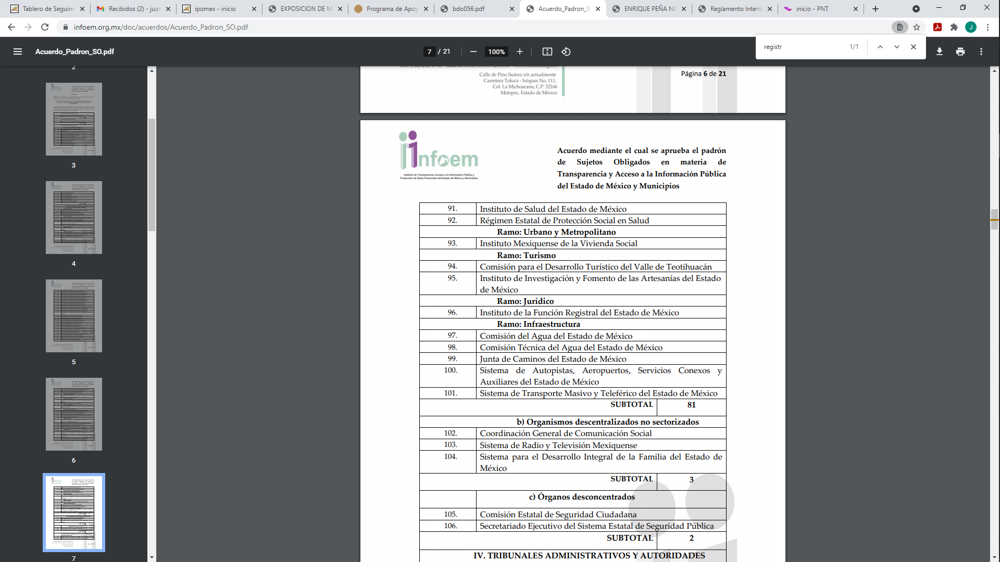 Tablero de Seguim
Recibidos (2) - juan
ipomex - inicio
EXPOSICION DE M
Programa de Apoy
bdo056.pdf
Acuerdo_Padron_S
ENRIQUE PEÑA NI
Reglamento Interio
inicio - PNT
infoem.org.mx/doc/acuerdos/Acuerdo_Padron_SO.pdf
J
registr 1/1
Acuerdo_Padron_SO.pdf
7 / 21
100%
2
3
4
5
6
7
Página 6 de 21
Calle de Pino Suárez s/n actualmente
Carretera Toluca - Ixtapan No. 111,
Col. La Michoacana, C.P. 52166
Metepec, Estado de México
infoem
Instituto de Transparencia, Acceso a la Información Pública y
Protección de Datos Personales del Estado de México y Municipios
Acuerdo mediante el cual se aprueba el padrón
de Sujetos Obligados en materia de
Transparencia y Acceso a la Información Pública
del Estado de México y Municipios
91. Instituto de Salud del Estado de México
92. Régimen Estatal de Protección Social en Salud
Ramo: Urbano y Metropolitano
93. Instituto Mexiquense de la Vivienda Social
Ramo: Turismo
94. Comisión para el Desarrollo Turístico del Valle de Teotihuacán
95. Instituto de Investigación y Fomento de las Artesanías del Estado
de México
Ramo: Jurídico
96. Instituto de la Función Registral del Estado de México
Ramo: Infraestructura
97. Comisión del Agua del Estado de México
98. Comisión Técnica del Agua del Estado de México
99. Junta de Caminos del Estado de México
100. Sistema de Autopistas, Aeropuertos, Servicios Conexos y
Auxiliares del Estado de México
101. Sistema de Transporte Masivo y Teleférico del Estado de México
SUBTOTAL 81
b) Organismos descentralizados no sectorizados
102. Coordinación General de Comunicación Social
103. Sistema de Radio y Televisión Mexiquense
104. Sistema para el Desarrollo Integral de la Familia del Estado de
México
SUBTOTAL 3
c) Órganos desconcentrados
105. Comisión Estatal de Seguridad Ciudadana
106. Secretariado Ejecutivo del Sistema Estatal de Seguridad Pública
SUBTOTAL 2
IV. TRIBUNALES ADMINISTRATIVOS Y AUTORIDADES